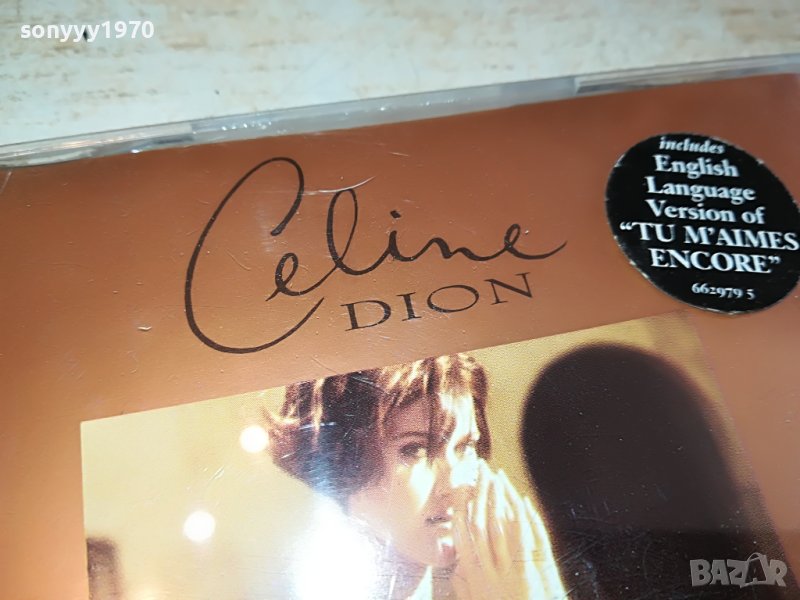 sonyyy1970
Celine
DION
includes
English
Language
Version of
“TU M'AIMES
ENCORE”
662979 5
BAZAR